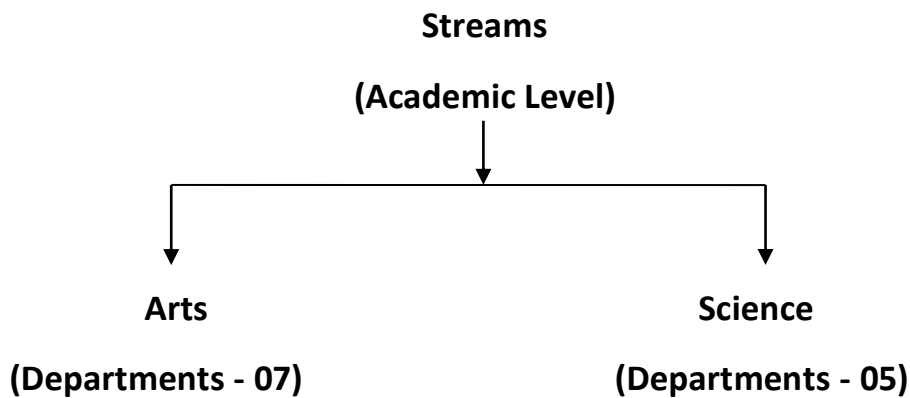 Streams
(Academic Level)
Arts
Science
(Departments - 07)
(Departments - 05)